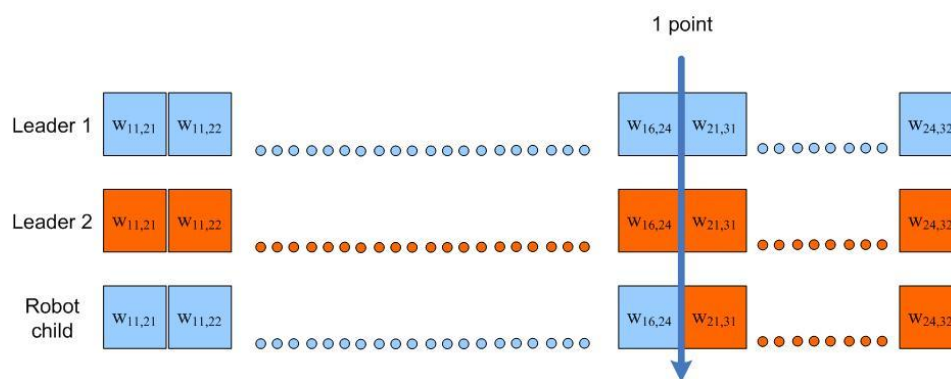 1 point
Leader 1 W11,21 W11,22 W16,24 W21,31 W24,32
Leader 2 W11,21 W11,22 W16,24 W21,31 W24,32
Robot
child W11,21 W11,22 W16,24 W21,31 W24,32